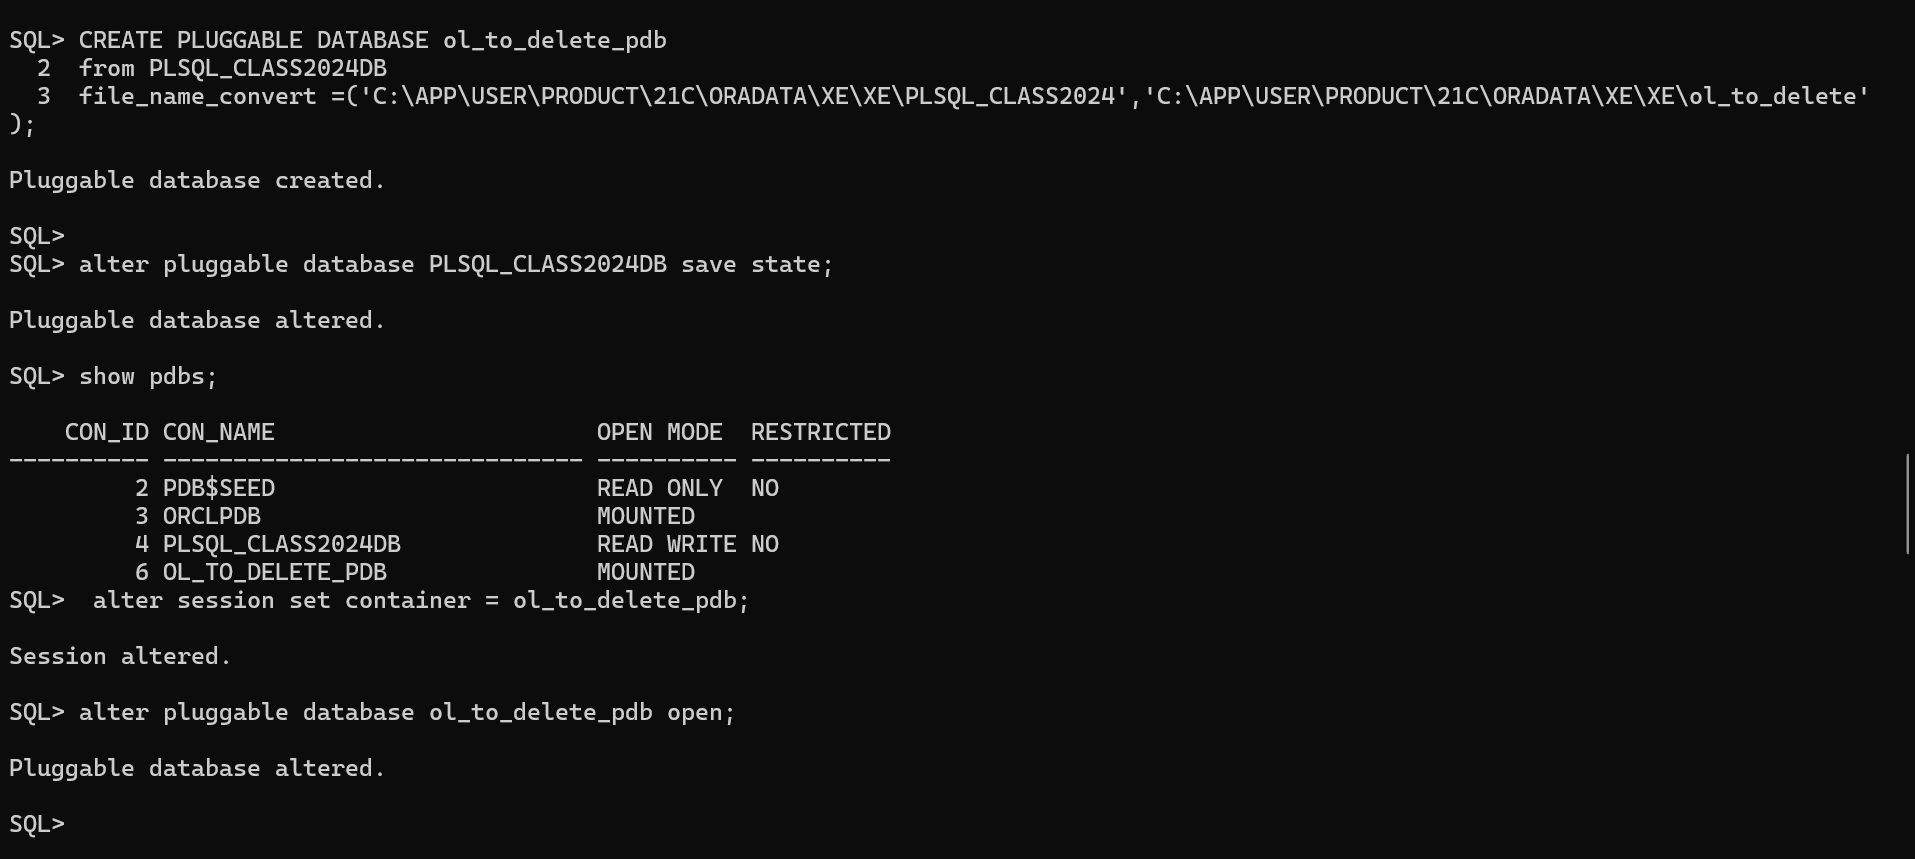 SQL> CREATE PLUGGABLE DATABASE ol_to_delete_pdb
  2  from PLSQL_CLASS2024DB
  3  file_name_convert =('C:\APP\USER\PRODUCT\21C\ORADATA\XE\XE\PLSQL_CLASS2024','C:\APP\USER\PRODUCT\21C\ORADATA\XE\XE\ol_to_delete'
);
Pluggable database created.
SQL>
SQL> alter pluggable database PLSQL_CLASS2024DB save state;
Pluggable database altered.
SQL> show pdbs;
    CON_ID CON_NAME                       OPEN MODE  RESTRICTED
---------- ------------------------------ ---------- ----------
         2 PDB$SEED                       READ ONLY  NO
         3 ORCLPDB                        MOUNTED
         4 PLSQL_CLASS2024DB              READ WRITE NO
         6 OL_TO_DELETE_PDB               MOUNTED
SQL>  alter session set container = ol_to_delete_pdb;
Session altered.
SQL> alter pluggable database ol_to_delete_pdb open;
Pluggable database altered.
SQL>